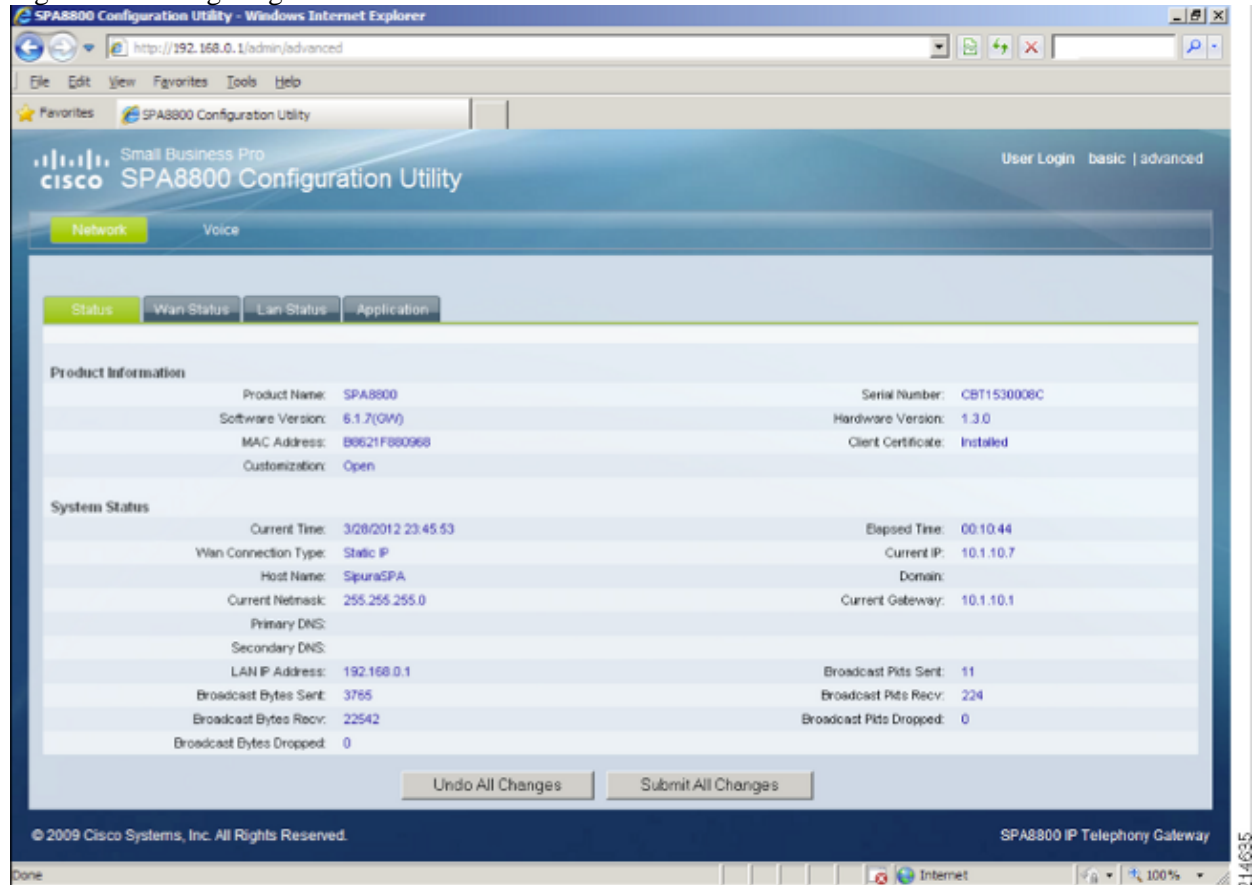 SPA8800 Configuration Utility - Windows Internet Explorer
http://192.168.0.1/admin/advanced
File Edit View Favorites Tools Help
Favorites SPA8800 Configuration Utility
Small Business Pro
User Login basic | advanced
CISCO SPA8800 Configuration Utility
Network Voice
Status Wan Status Lan Status Application
Product Information
Product Name: SPA8800 Serial Number: CBT1530008C
Software Version: 6.1.7(GW) Hardware Version: 1.3.0
MAC Address: B8621F880968 Client Certificate: Installed
Customization: Open
System Status
Current Time: 3/28/2012 23:45:53 Elapsed Time: 00:10:44
Wan Connection Type: Static IP Current IP: 10.1.10.7
Host Name: SipuraSPA Domain:
Current Netmask: 255.255.255.0 Current Gateway: 10.1.10.1
Primary DNS:
Secondary DNS:
LAN IP Address: 192.168.0.1 Broadcast Pkts Sent: 11
Broadcast Bytes Sent: 3765 Broadcast Pkts Recv: 224
Broadcast Bytes Recv: 22542 Broadcast Pkts Dropped: 0
Broadcast Bytes Dropped: 0
Undo All Changes Submit All Changes
© 2009 Cisco Systems, Inc. All Rights Reserved. SPA8800 IP Telephony Gateway
Done Internet 100%